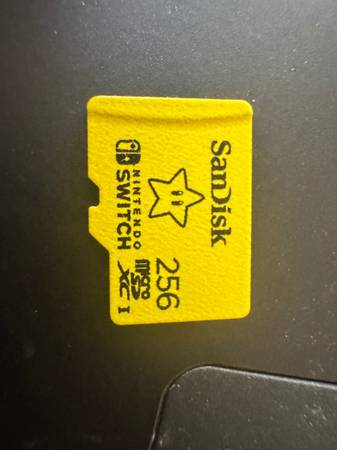 SanDisk
NINTENDO
SWITCH
256
micro
SD
XC I